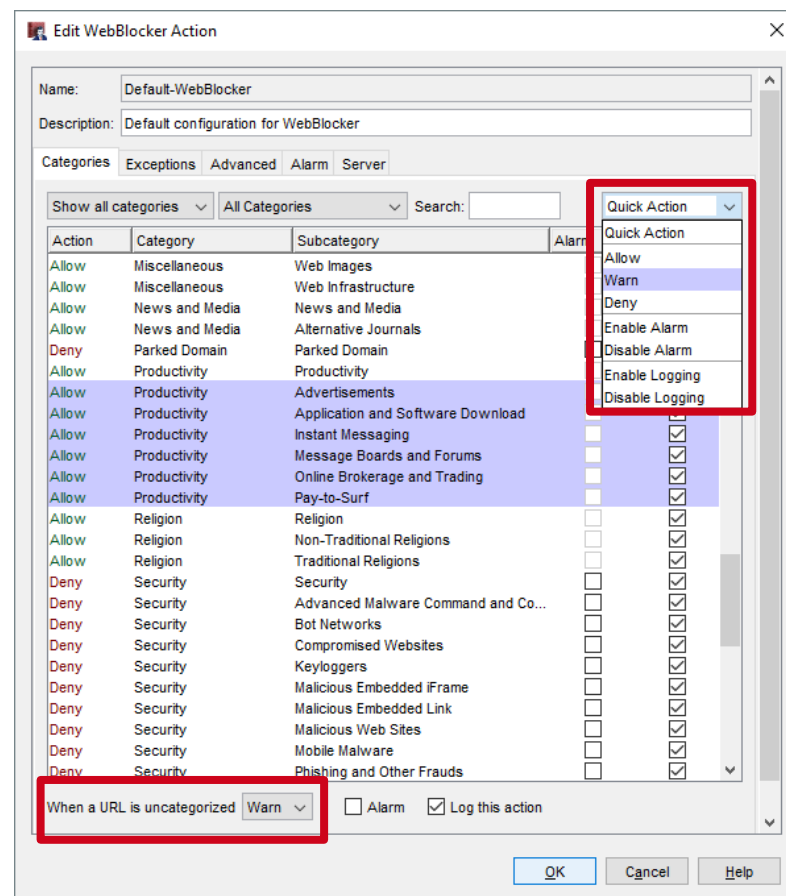 Edit WebBlocker Action
Name: Default-WebBlocker
Description: Default configuration for WebBlocker
Categories Exceptions Advanced Alarm Server
Show all categories All Categories Search: Quick Action
Action Category Subcategory Alarm
Quick Action
Allow
Warn
Deny
Enable Alarm
Disable Alarm
Enable Logging
Disable Logging
Allow Miscellaneous Web Images
Allow Miscellaneous Web Infrastructure
Allow News and Media News and Media
Allow News and Media Alternative Journals
Deny Parked Domain Parked Domain
Allow Productivity Productivity
Allow Productivity Advertisements
Allow Productivity Application and Software Download
Allow Productivity Instant Messaging
Allow Productivity Message Boards and Forums
Allow Productivity Online Brokerage and Trading
Allow Productivity Pay-to-Surf
Allow Religion Religion
Allow Religion Non-Traditional Religions
Allow Religion Traditional Religions
Deny Security Security
Deny Security Advanced Malware Command and Co...
Deny Security Bot Networks
Deny Security Compromised Websites
Deny Security Keyloggers
Deny Security Malicious Embedded iFrame
Deny Security Malicious Embedded Link
Deny Security Malicious Web Sites
Deny Security Mobile Malware
Deny Security Phishing and Other Frauds
When a URL is uncategorized Warn Alarm Log this action
OK Cancel Help